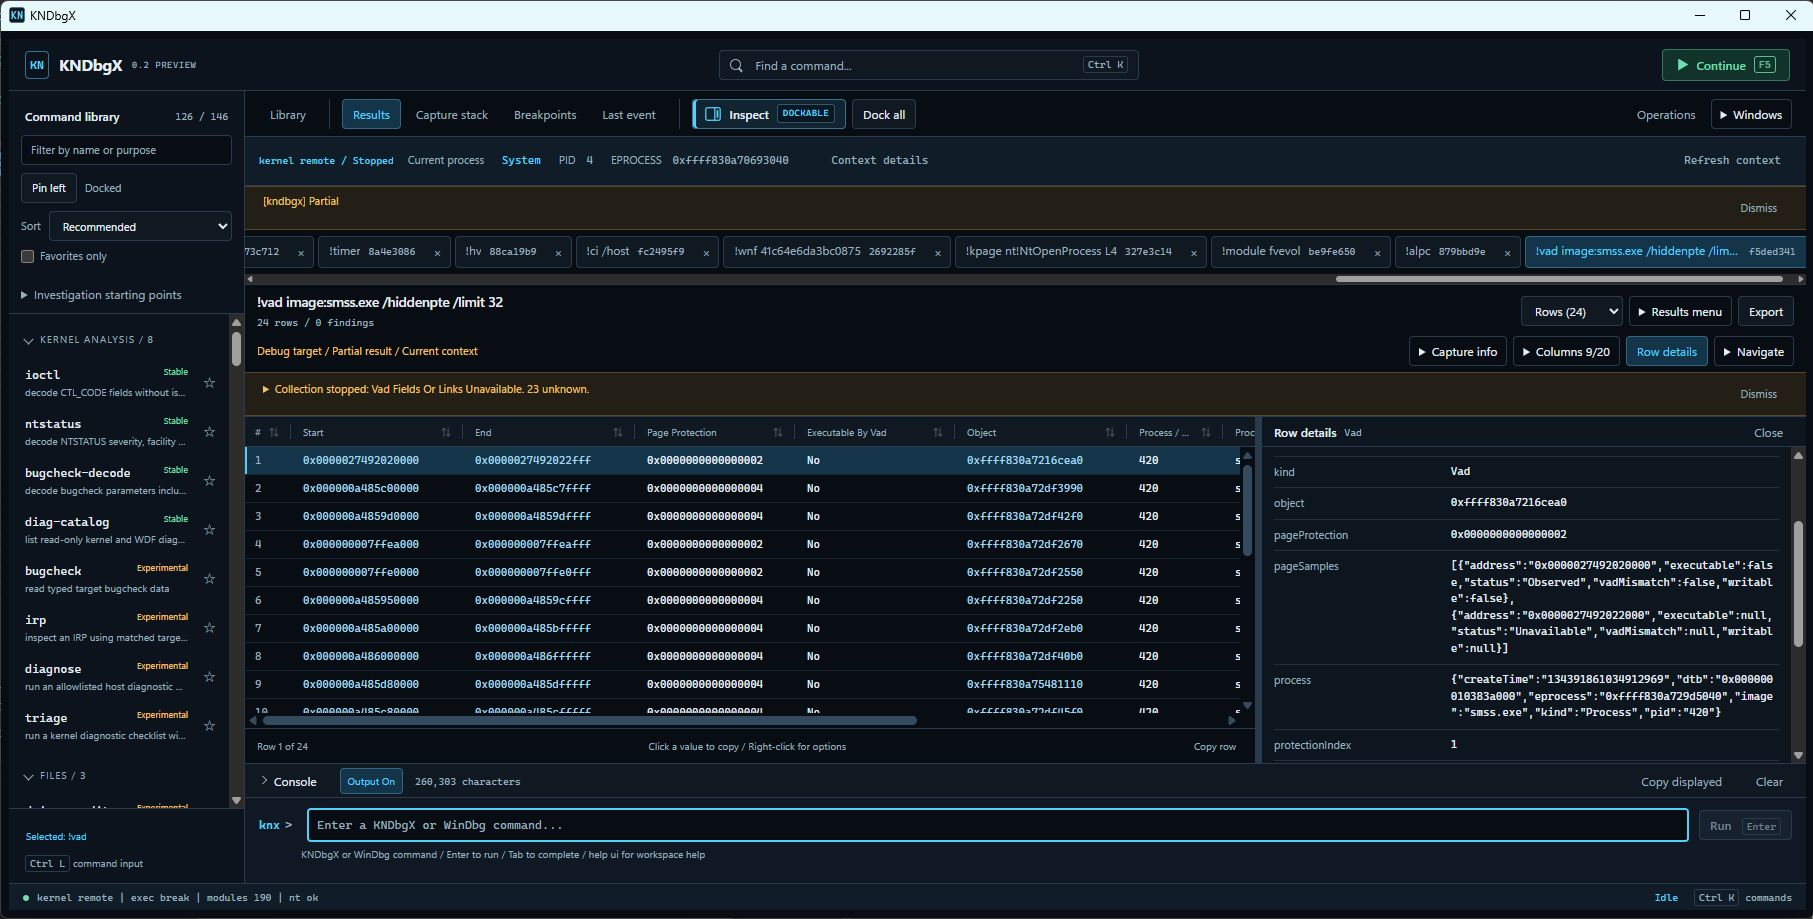 KN KNDbgX
KN KNDbgX 0.2 PREVIEW
Find a command... Ctrl K
Continue F5
Command library 126 / 146
Filter by name or purpose
Pin left Docked
Sort Recommended
Favorites only
Investigation starting points
KERNEL ANALYSIS / 8
ioctl Stable
decode CTL_CODE fields without is...
ntstatus Stable
decode NTSTATUS severity, facility ...
bugcheck-decode Stable
decode bugcheck parameters inclu...
diag-catalog Stable
list read-only kernel and WDF diag...
bugcheck Experimental
read typed target bugcheck data
irp Experimental
inspect an IRP using matched targe...
diagnose Experimental
run an allowlisted host diagnostic ...
triage Experimental
run a kernel diagnostic checklist wi...
FILES / 3
Experimental
Selected: !vad
Ctrl L command input
Library Results Capture stack Breakpoints Last event Inspect DOCKABLE Dock all Operations Windows
kernel remote / Stopped Current process System PID 4 EPROCESS 0xffff830a70693040 Context details Refresh context
[kndbgx] Partial Dismiss
73c712 × !timer 8a4e3086 × !hv 88ca19b9 × !ci /host fc2495f9 × !wnf 41c64e6da3bc0875 2692285f × !kpage nt!NtOpenProcess L4 327e3c14 × !module fvevol be9fe650 × !alpc 879bbd9e × !vad image:smss.exe /hiddenpte /lim... f5ded341
!vad image:smss.exe /hiddenpte /limit 32
24 rows / 0 findings
Rows (24) Results menu Export
Debug target / Partial result / Current context
Capture info Columns 9/20 Row details Navigate
Collection stopped: Vad Fields Or Links Unavailable. 23 unknown. Dismiss
# Start End Page Protection Executable By Vad Object Process / ... Proc
1 0x0000027492020000 0x0000027492022fff 0x0000000000000002 No 0xffff830a7216cea0 420 s
2 0x000000a485c00000 0x000000a485c7ffff 0x0000000000000004 No 0xffff830a72df3990 420 s
3 0x000000a4859d0000 0x000000a4859dffff 0x0000000000000004 No 0xffff830a72df42f0 420 s
4 0x000000007ffea000 0x000000007ffeafff 0x0000000000000002 No 0xffff830a72df2670 420 s
5 0x000000007ffe0000 0x000000007ffe0fff 0x0000000000000002 No 0xffff830a72df2550 420 s
6 0x000000a485950000 0x000000a4859cffff 0x0000000000000004 No 0xffff830a72df2250 420 s
7 0x000000a485a00000 0x000000a485bfffff 0x0000000000000004 No 0xffff830a72df2eb0 420 s
8 0x000000a486000000 0x000000a486ffffff 0x0000000000000004 No 0xffff830a72df40b0 420 s
9 0x000000a485d80000 0x000000a485dfffff 0x0000000000000004 No 0xffff830a75481110 420 s
10 0x000000a485c80000 0x000000a485cfffff 0x0000000000000004 No 0xffff830a72df45f0 420 s
Row 1 of 24 Click a value to copy / Right-click for options Copy row
Row details Vad Close
kind Vad
object 0xffff830a7216cea0
pageProtection 0x0000000000000002
pageSamples [{"address":"0x0000027492020000","executable":fals
e,"status":"Observed","vadMismatch":false,"writabl
e":false},
{"address":"0x0000027492022000","executable":null,
"status":"Unavailable","vadMismatch":null,"writabl
e":null}]
process {"createTime":"134391861034912969","dtb":"0x000000
010383a000","eprocess":"0xffff830a729d5040","image
":"smss.exe","kind":"Process","pid":"420"}
protectionIndex 1
Console Output On 260,303 characters Copy displayed Clear
knx > Enter a KNDbgX or WinDbg command... Run Enter
KNDbgX or WinDbg command / Enter to run / Tab to complete / help ui for workspace help
kernel remote | exec break | modules 190 | nt ok Idle Ctrl K commands